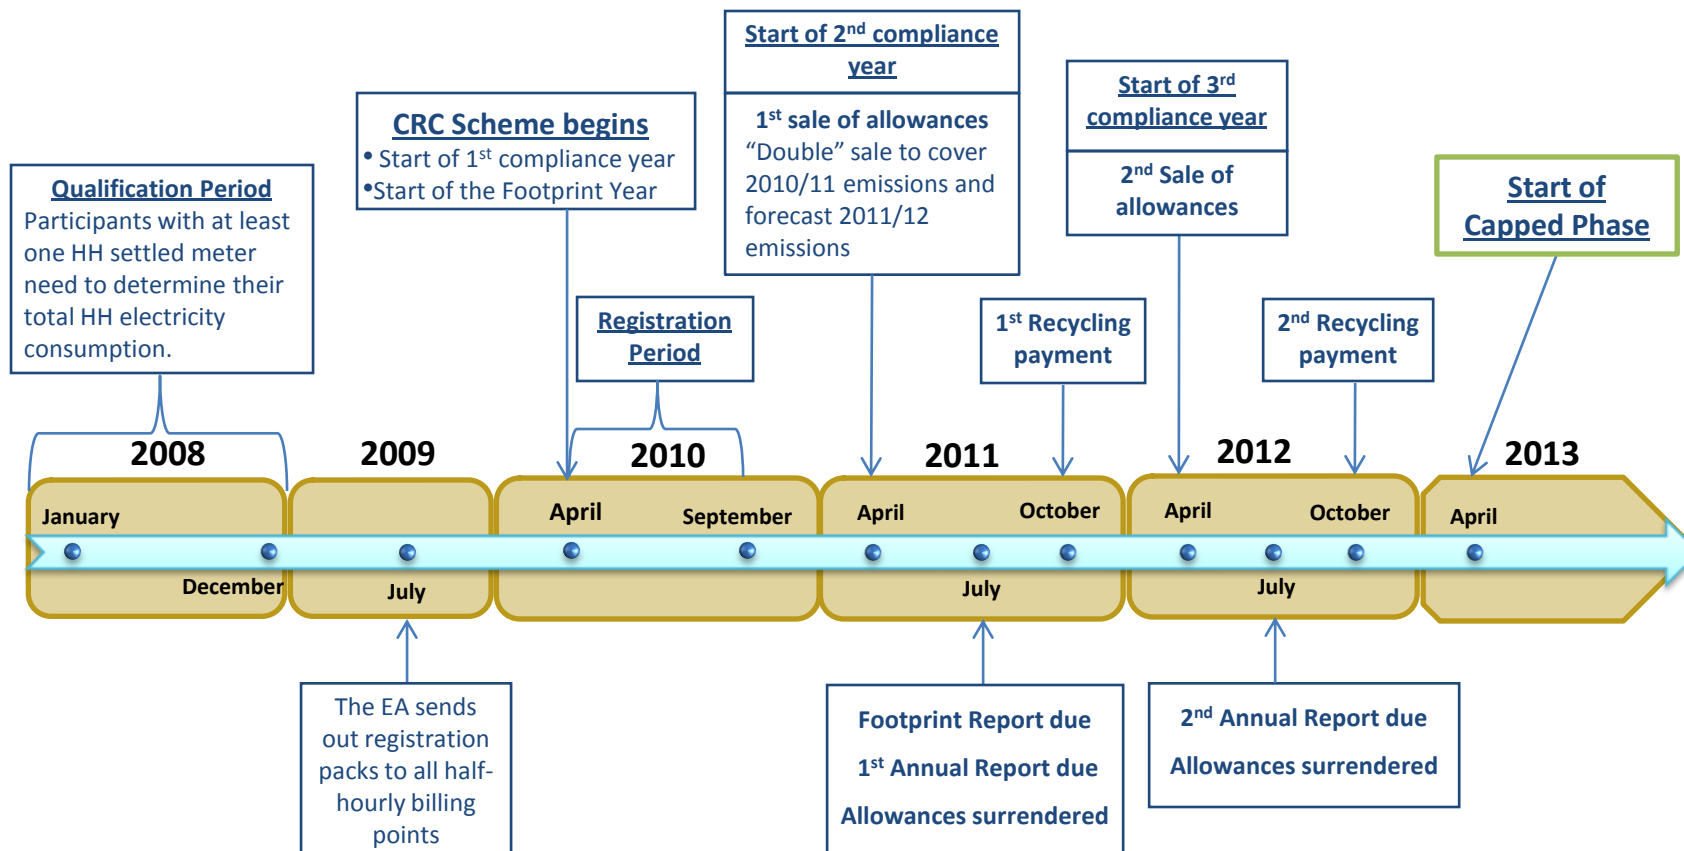 Qualification Period
Participants with at least
one HH settled meter
need to determine their
total HH electricity
consumption.
CRC Scheme begins
• Start of 1st compliance year
•Start of the Footprint Year
Registration
Period
Start of 2nd compliance
year
1st sale of allowances
“Double” sale to cover
2010/11 emissions and
forecast 2011/12
emissions
1st Recycling
payment
Start of 3rd
compliance year
2nd Sale of
allowances
2nd Recycling
payment
Start of
Capped Phase
2008
2009
2010
2011
2012
2013
January
December
July
April
September
April
July
October
April
July
October
April
The EA sends
out registration
packs to all half-
hourly billing
points
Footprint Report due
1st Annual Report due
Allowances surrendered
2nd Annual Report due
Allowances surrendered